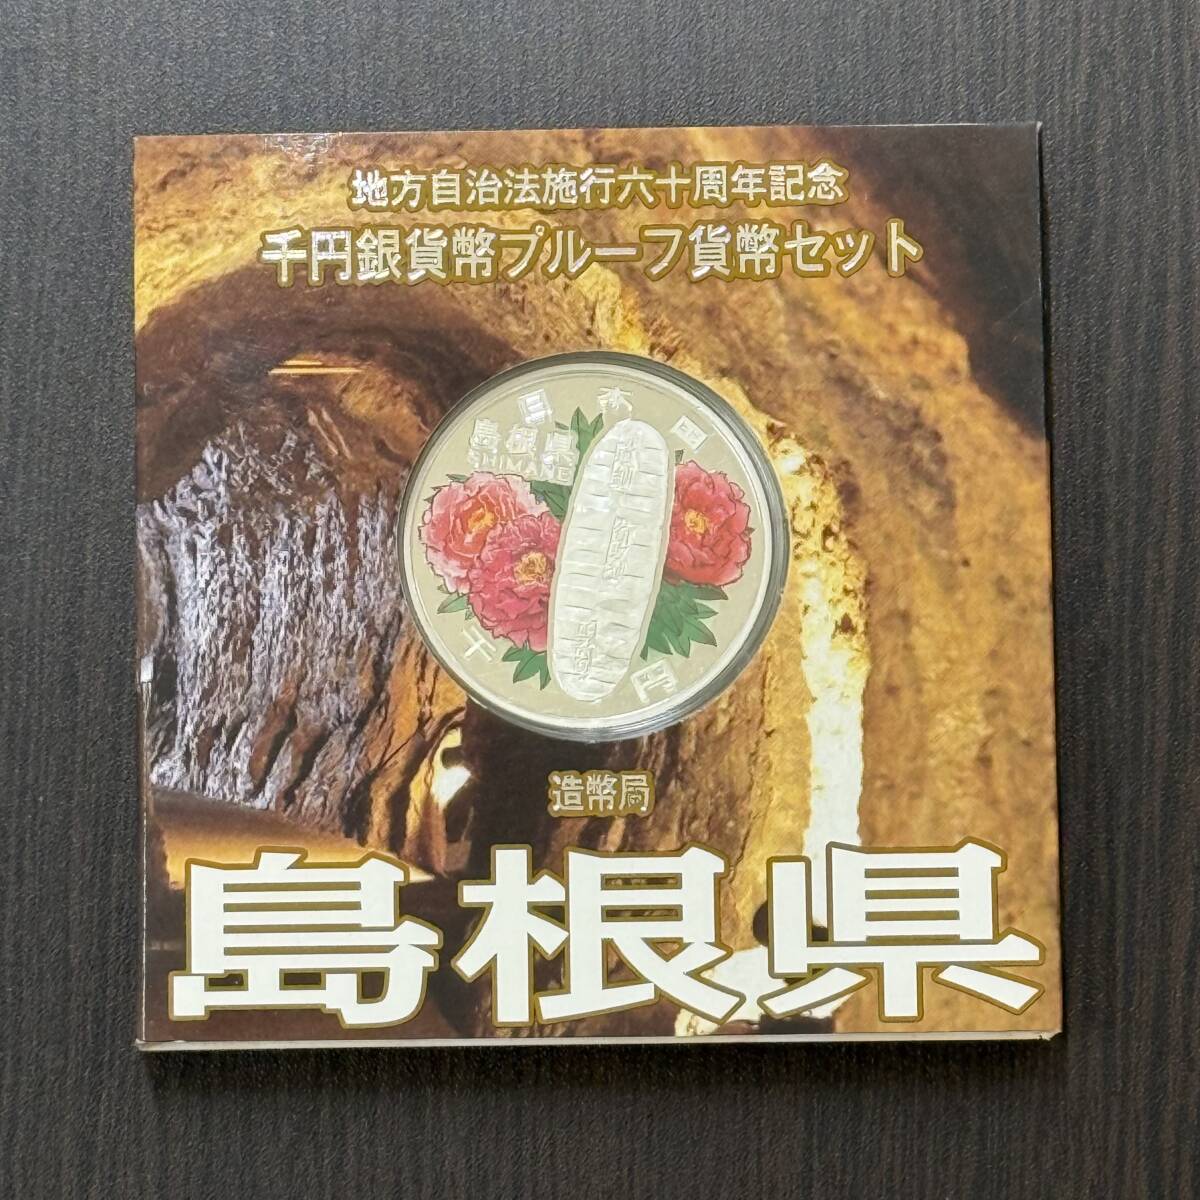 地方自治法施行六十周年記念
千円銀貨幣プルーフ貨幣セット
日本国
島根県
SHIMANE
千円
造幣局
島根県